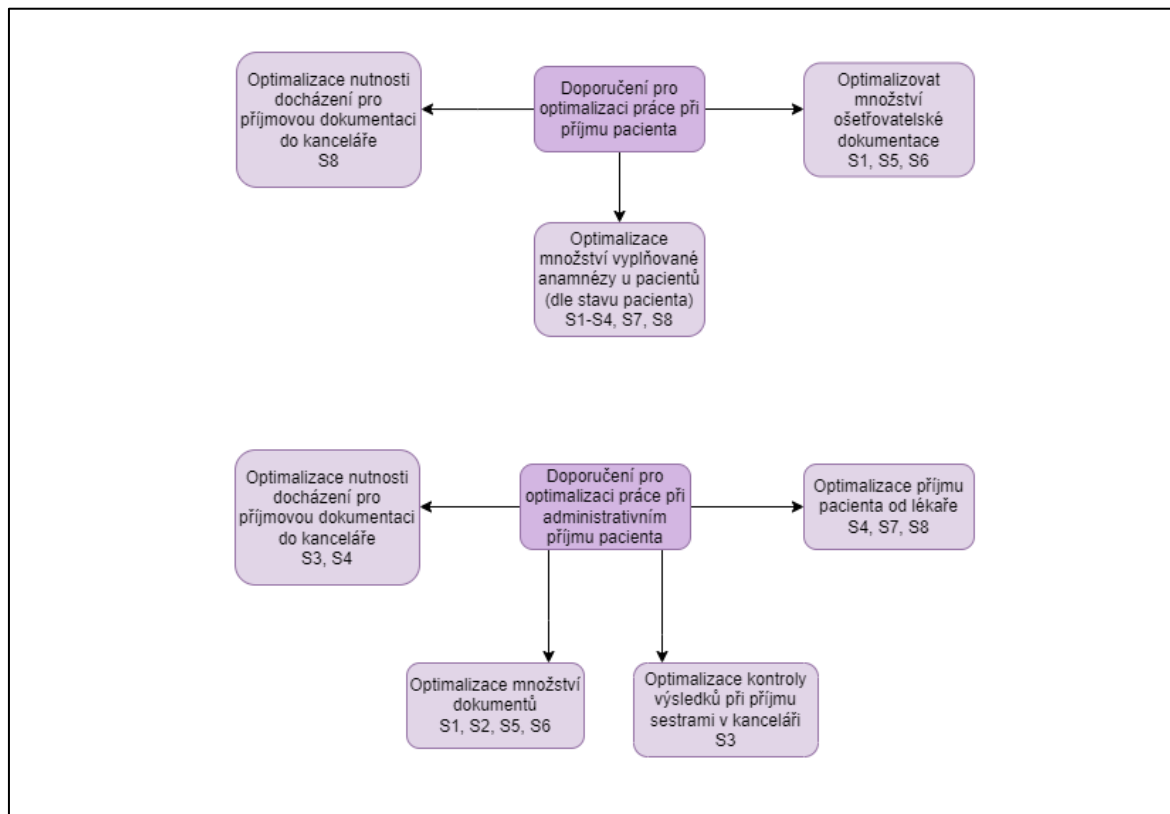 Optimalizace nutnosti
docházení pro
příjmovou dokumentaci
do kanceláře
S8
Doporučení pro
optimalizaci práce při
příjmu pacienta
Optimalizovat
množství
ošetřovatelské
dokumentace
S1, S5, S6
Optimalizace
množství vyplňované
anamnézy u pacientů
(dle stavu pacienta)
S1-S4, S7, S8
Optimalizace nutnosti
docházení pro
příjmovou dokumentaci
do kanceláře
S3, S4
Doporučení pro
optimalizaci práce při
administrativním
příjmu pacienta
Optimalizace příjmu
pacienta od lékaře
S4, S7, S8
Optimalizace množství
dokumentů
S1, S2, S5, S6
Optimalizace kontroly
výsledků při příjmu
sestrami v kanceláři
S3